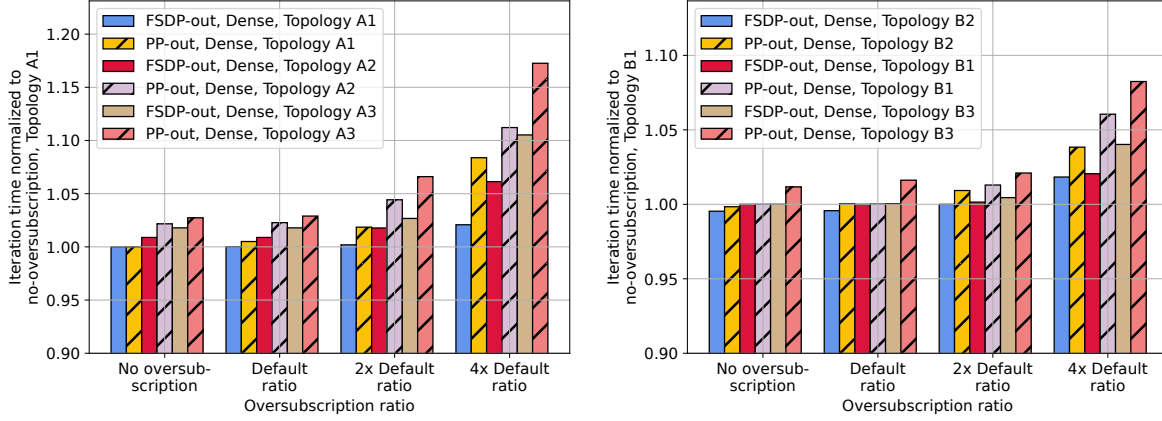 Iteration time normalized to
no-oversubscription, Topology A1
1.20
1.15
1.10
1.05
1.00
0.95
0.90
FSDP-out, Dense, Topology A1
PP-out, Dense, Topology A1
FSDP-out, Dense, Topology A2
PP-out, Dense, Topology A2
FSDP-out, Dense, Topology A3
PP-out, Dense, Topology A3
No oversub-
scription
Default
ratio
2x Default
ratio
4x Default
ratio
Oversubscription ratio
Iteration time normalized to
no-oversubscription, Topology B1
1.10
1.05
1.00
0.95
0.90
FSDP-out, Dense, Topology B2
PP-out, Dense, Topology B2
FSDP-out, Dense, Topology B1
PP-out, Dense, Topology B1
FSDP-out, Dense, Topology B3
PP-out, Dense, Topology B3
No oversub-
scription
Default
ratio
2x Default
ratio
4x Default
ratio
Oversubscription ratio